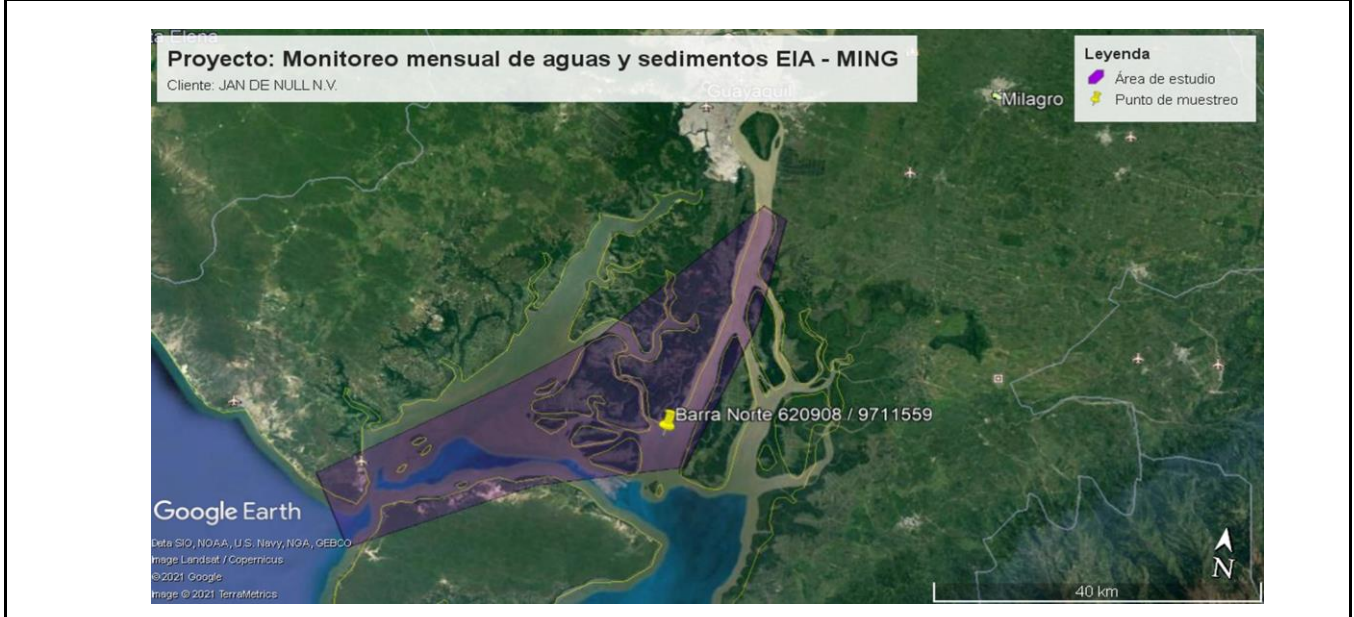 ta Elena
Proyecto: Monitoreo mensual de aguas y sedimentos EIA - MING
Cliente: JAN DE NULL N.V.
Guayaquil
Leyenda
Área de estudio
Punto de muestreo
Milagro
Barra Norte 620908 / 9711559
Google Earth
Data SIO, NOAA, U.S. Navy, NGA, GEBCO
Image Landsat / Copernicus
©2021 Google
Image © 2021 TerraMetrics
N
40 km